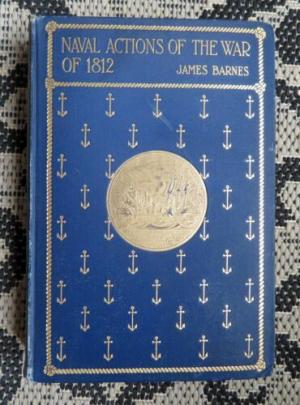 NAVAL ACTIONS OF THE WAR
OF 1812 JAMES BARNES